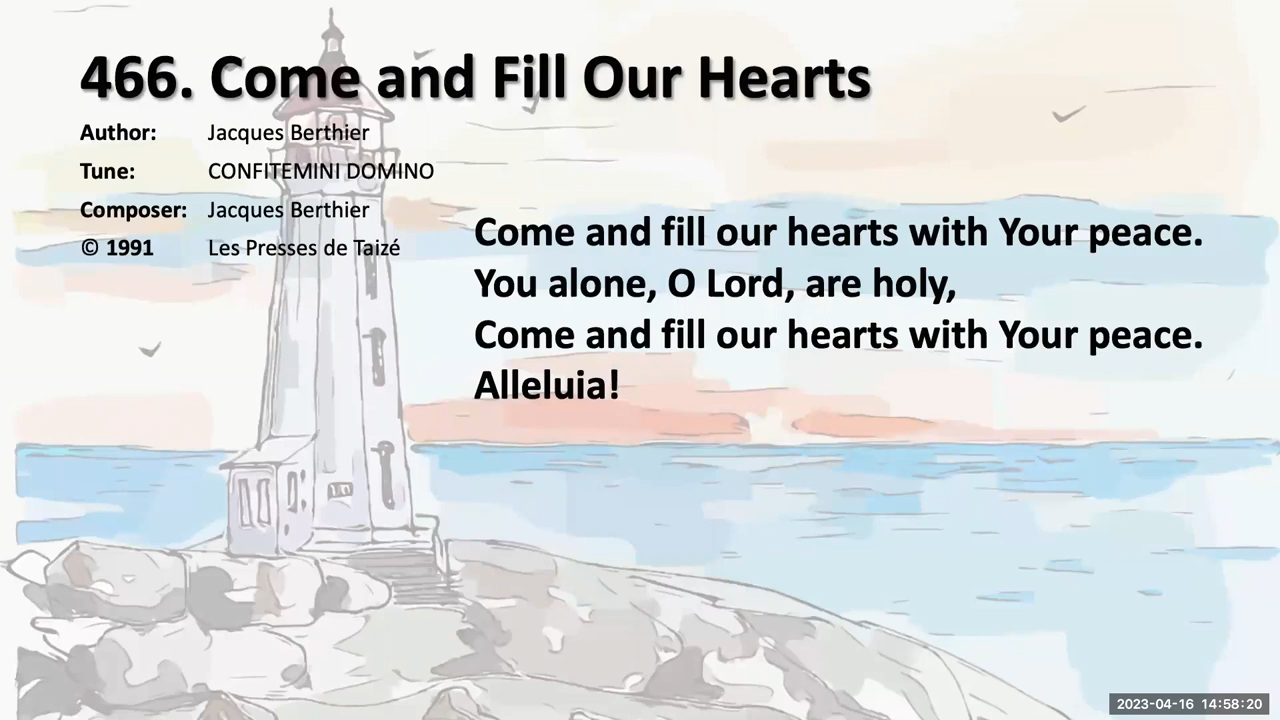 466. Come and Fill Our Hearts
Author: Jacques Berthier
Tune: CONFITEMINI DOMINO
Composer: Jacques Berthier
© 1991 Les Presses de Taizé
Come and fill our hearts with Your peace.
You alone, O Lord, are holy,
Come and fill our hearts with Your peace.
Alleluia!
2023-04-16 14:58:20